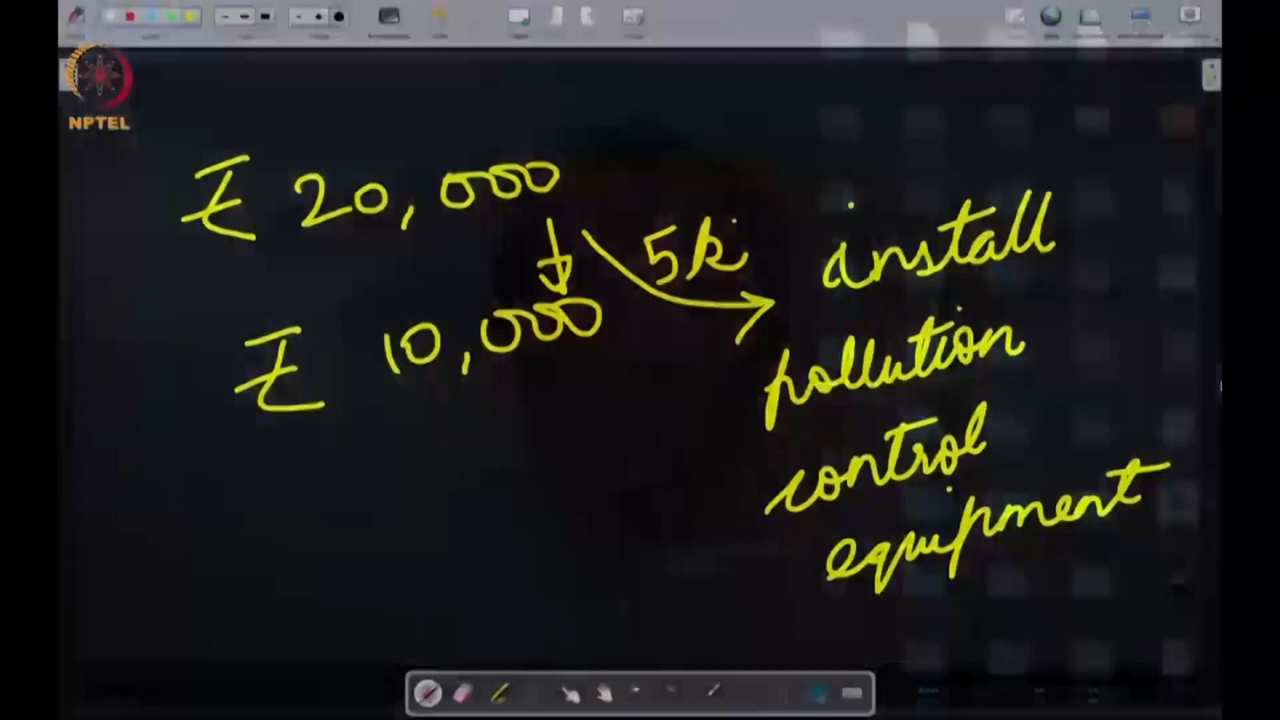 NPTEL
₹ 20,000
5k
₹ 10,000
install
pollution
control
equipment